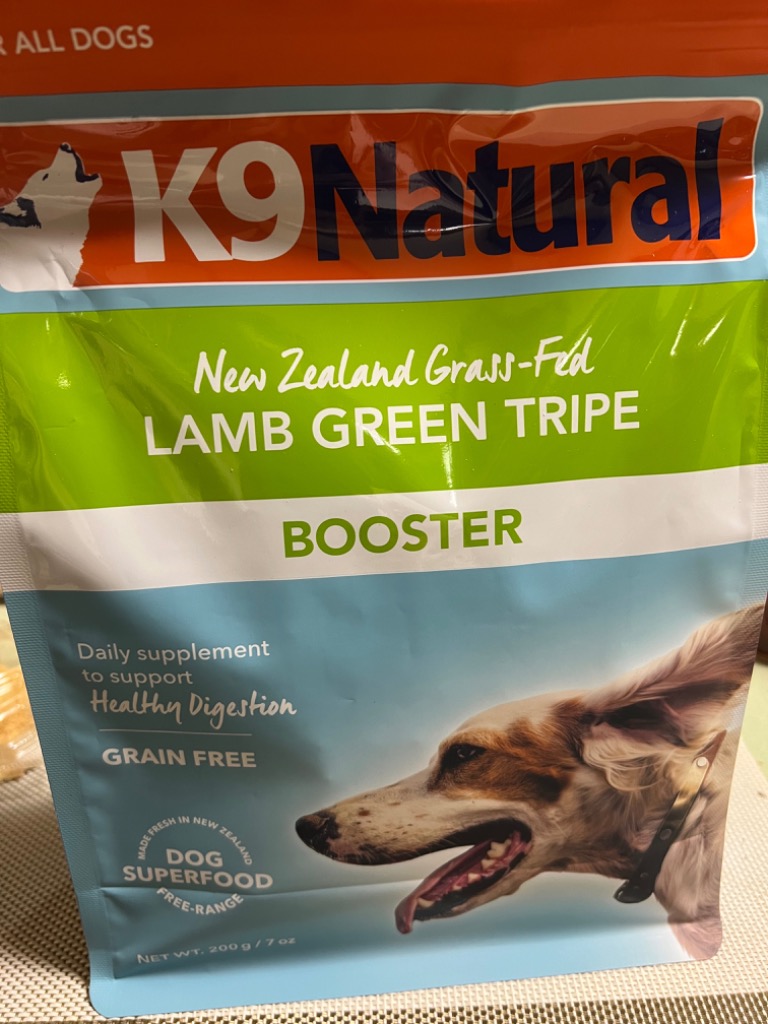 ALL DOGS
K9Natural
New Zealand Grass-Fed
LAMB GREEN TRIPE
BOOSTER
Daily supplement
to support
Healthy Digestion
GRAIN FREE
MADE FRESH IN NEW ZEALAND
DOG
SUPERFOOD
FREE-RANGE
NET WT. 200 g / 7 oz